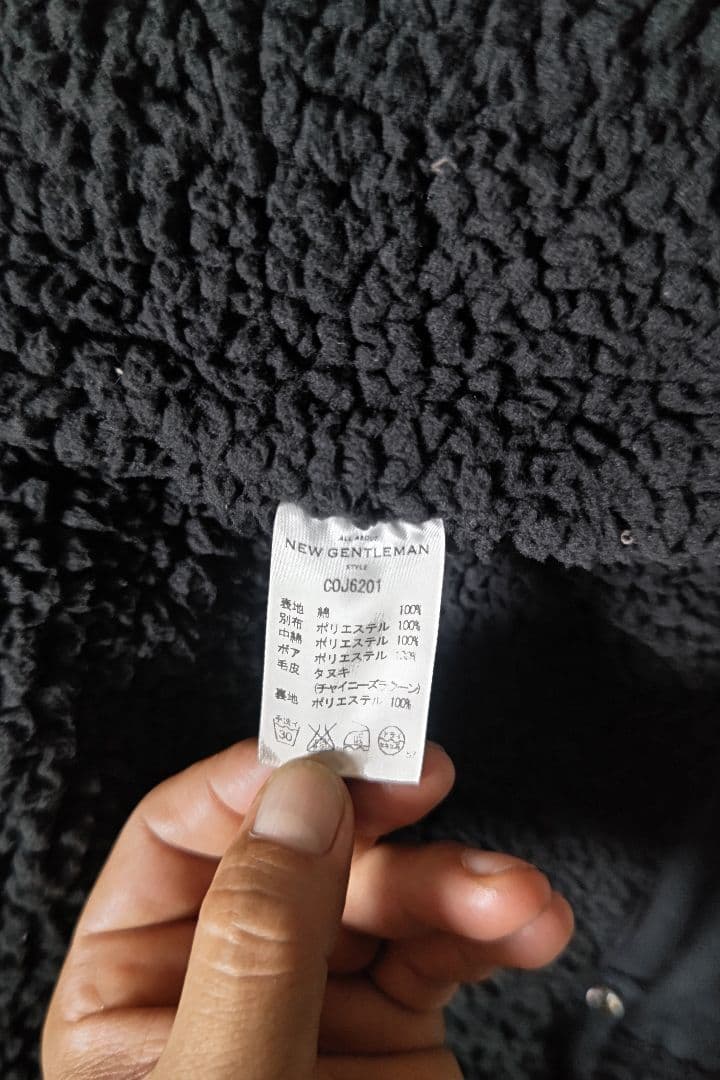 ALL ABOUT
NEW GENTLEMAN
STYLE
COJ6201
表地 綿 100%
別布 ポリエステル 100%
中綿 ポリエステル 100%
ボア ポリエステル 100%
毛皮 タヌキ
(チャイニーズラクーン)
裏地 ポリエステル 100%
手洗イ
30